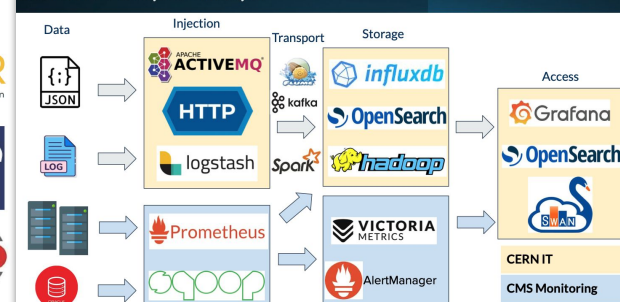 Data
Injection
Transport
Storage
Access
{;}
JSON
LOG
APACHE
ACTIVEMQ
HTTP
logstash
kafka
Spark
influxdb
OpenSearch
hadoop
Grafana
OpenSearch
SWAN
Prometheus
sqoop
VICTORIA
METRICS
AlertManager
CERN IT
CMS Monitoring